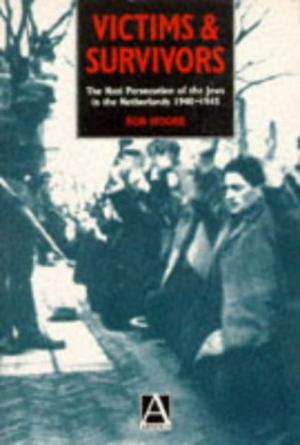 VICTIMS &
SURVIVORS
The Nazi Persecution of the Jews
in the Netherlands 1940–1945
BOB MOORE
A